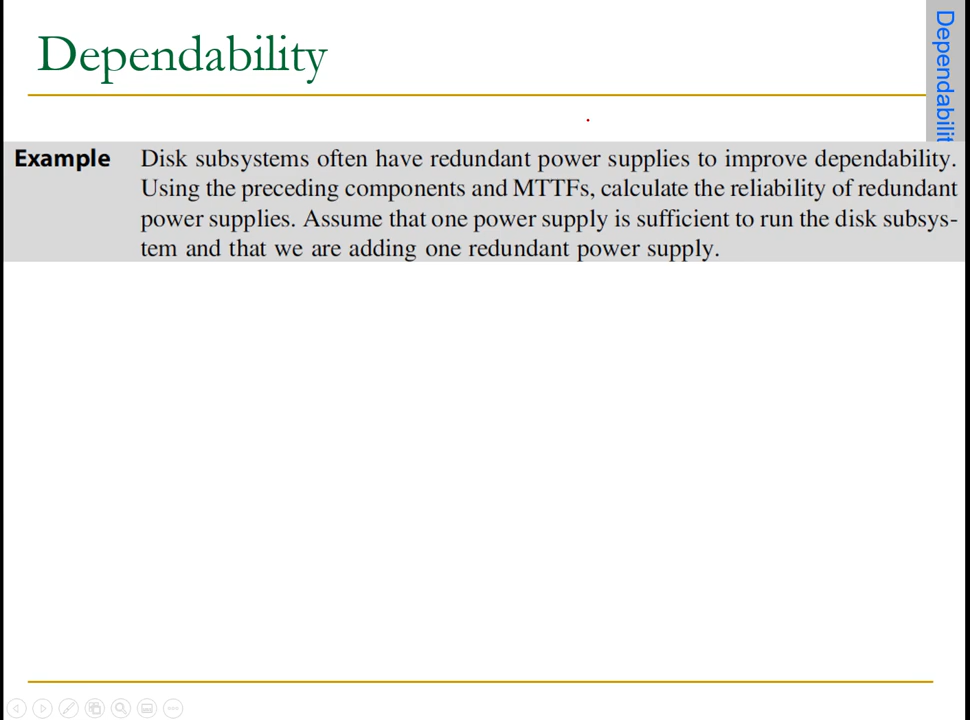 Dependability
Dependabilit
Example Disk subsystems often have redundant power supplies to improve dependability.
Using the preceding components and MTTFs, calculate the reliability of redundant
power supplies. Assume that one power supply is sufficient to run the disk subsys-
tem and that we are adding one redundant power supply.